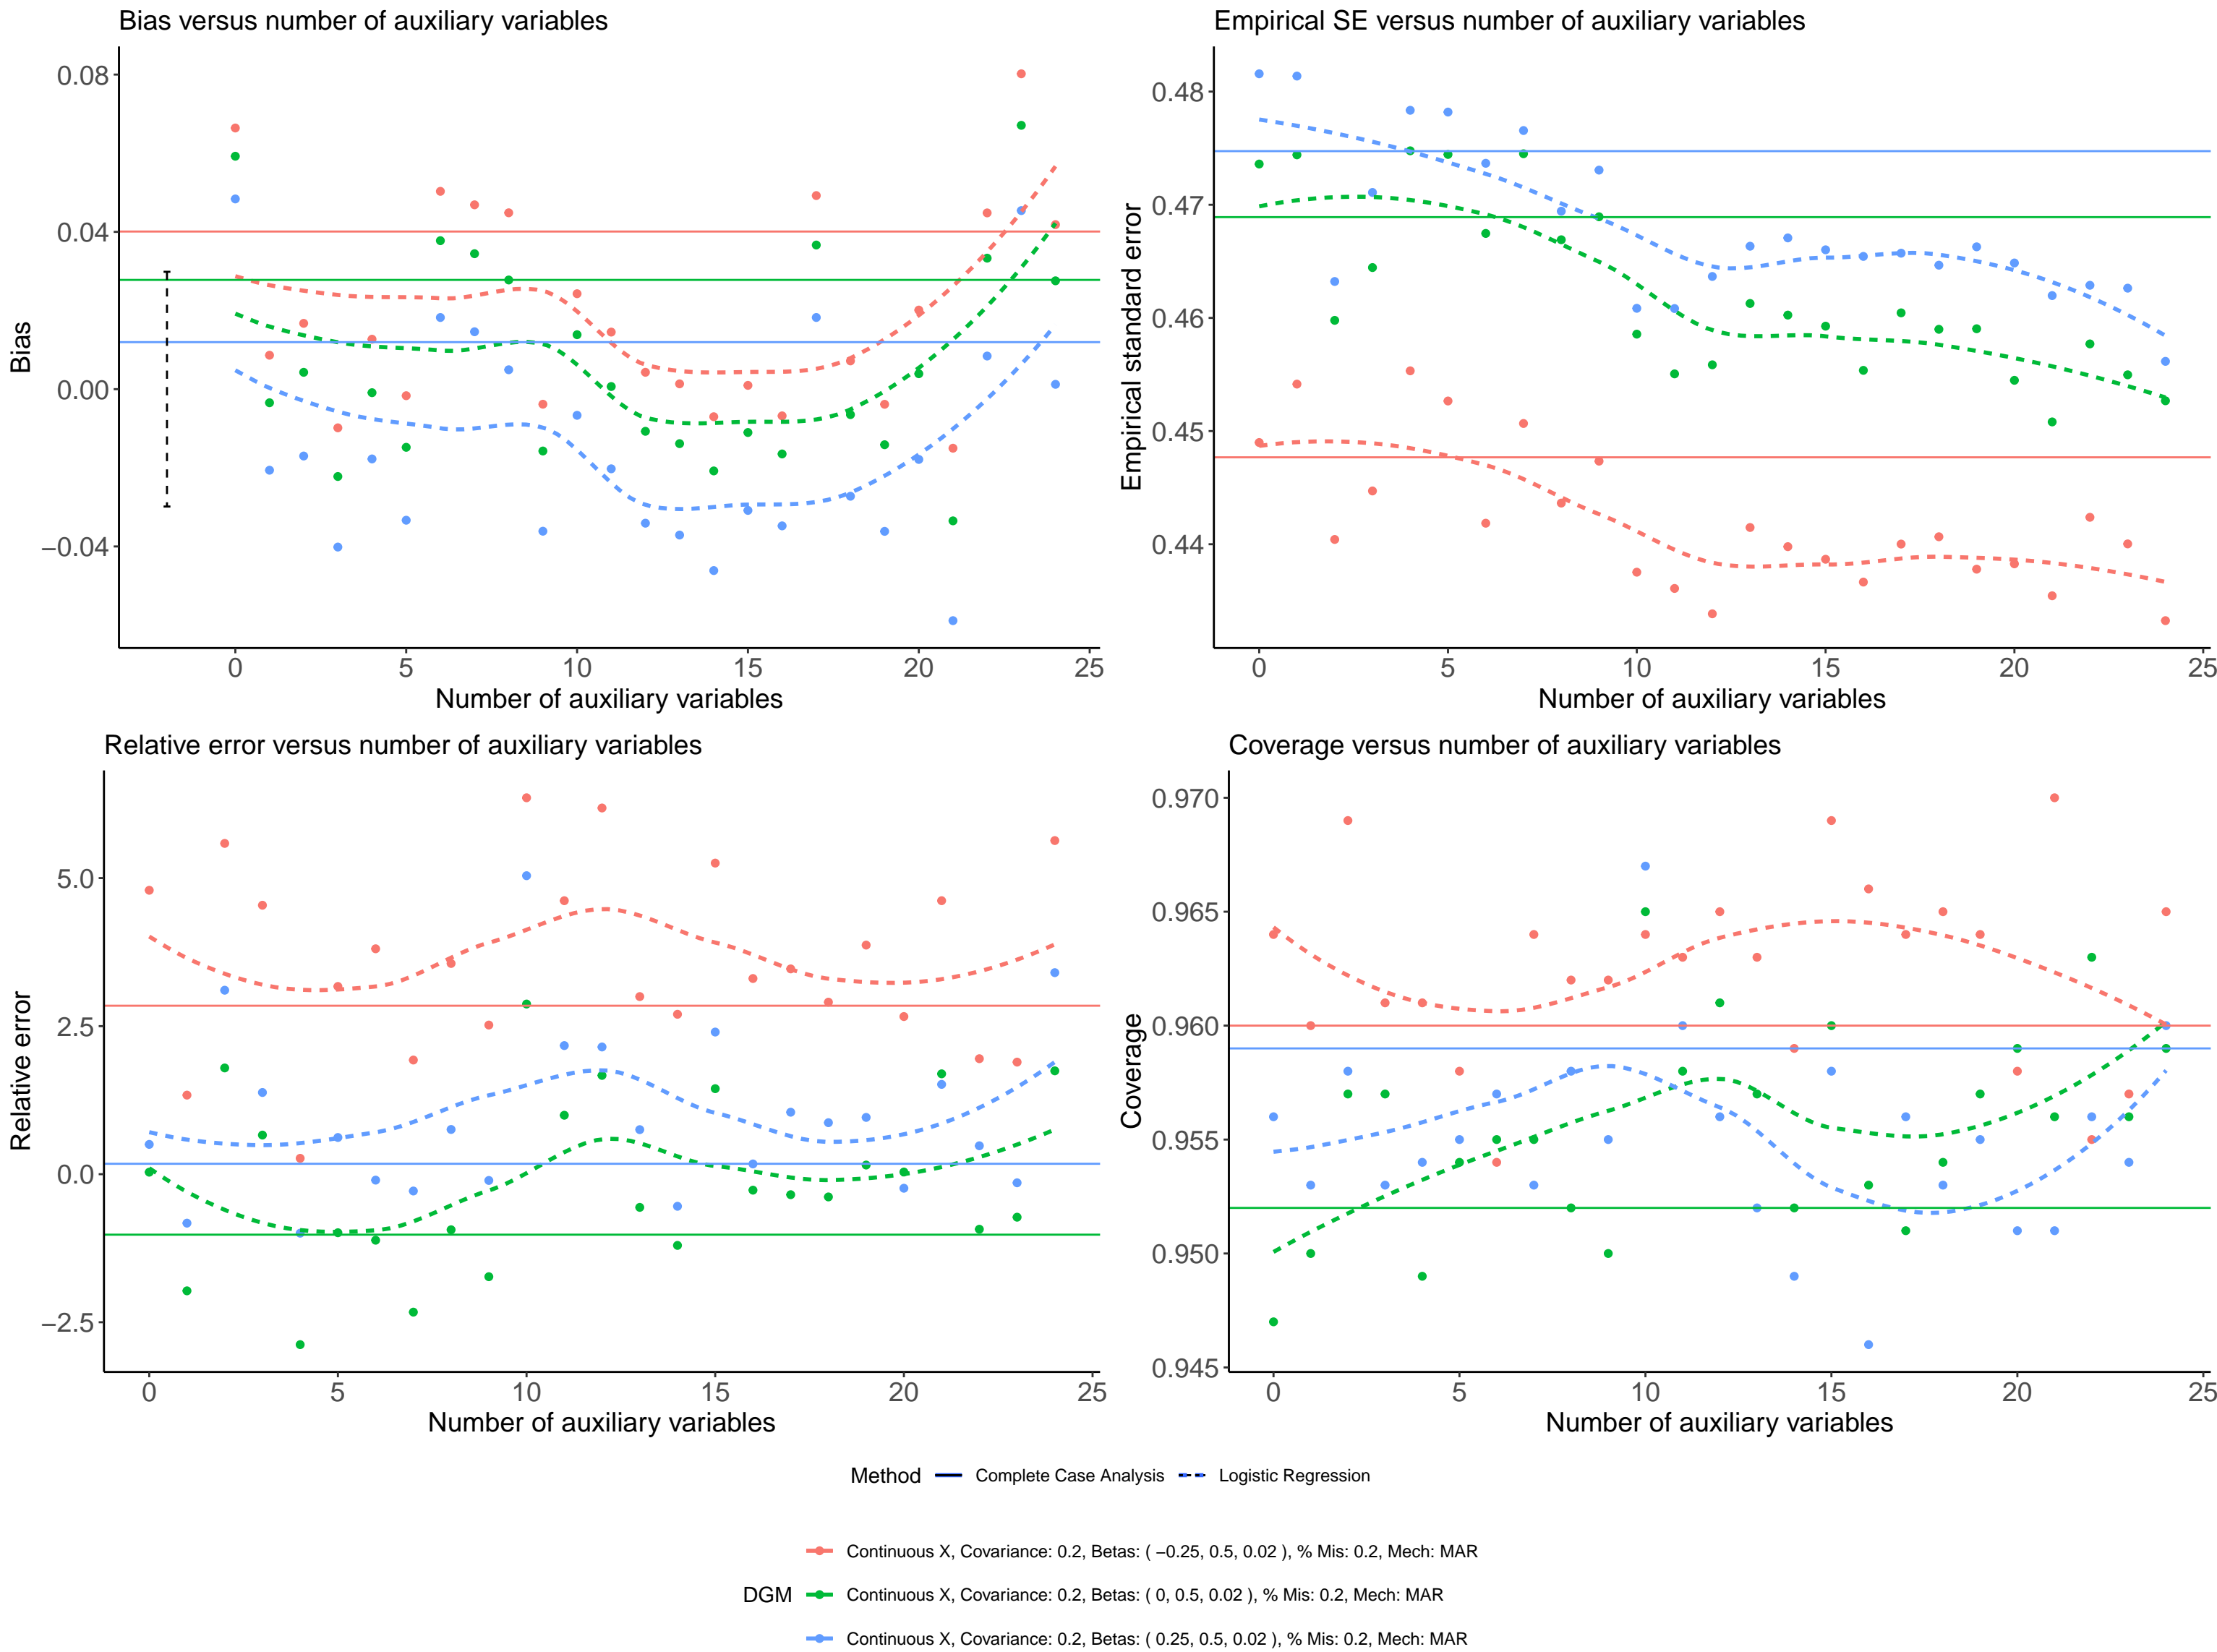 Bias versus number of auxiliary variables
0.08
0.04
0.00
−0.04
Bias
0 5 10 15 20 25
Number of auxiliary variables
Empirical SE versus number of auxiliary variables
0.48
0.47
0.46
0.45
0.44
Empirical standard error
0 5 10 15 20 25
Number of auxiliary variables
Relative error versus number of auxiliary variables
5.0
2.5
0.0
−2.5
Relative error
0 5 10 15 20 25
Number of auxiliary variables
Coverage versus number of auxiliary variables
0.970
0.965
0.960
0.955
0.950
0.945
Coverage
0 5 10 15 20 25
Number of auxiliary variables
Method Complete Case Analysis Logistic Regression
Continuous X, Covariance: 0.2, Betas: ( −0.25, 0.5, 0.02 ), % Mis: 0.2, Mech: MAR
DGM Continuous X, Covariance: 0.2, Betas: ( 0, 0.5, 0.02 ), % Mis: 0.2, Mech: MAR
Continuous X, Covariance: 0.2, Betas: ( 0.25, 0.5, 0.02 ), % Mis: 0.2, Mech: MAR